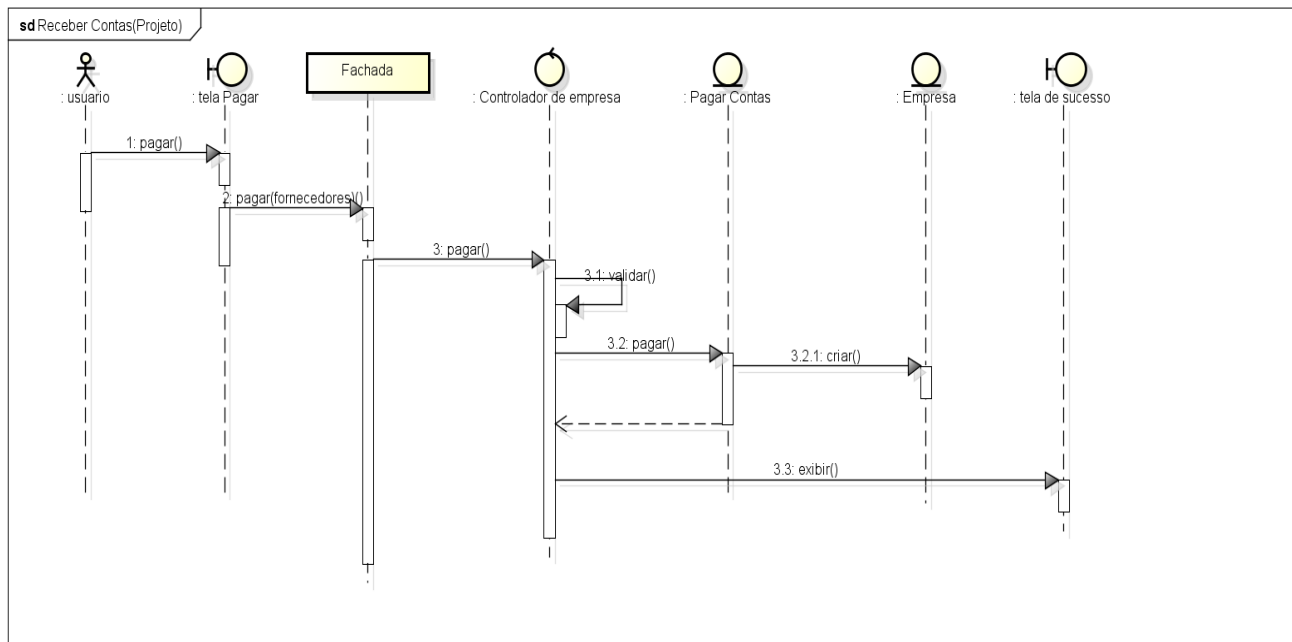 sd Receber Contas(Projeto)
Fachada
: usuario
: tela Pagar
: Controlador de empresa
: Pagar Contas
: Empresa
: tela de sucesso
1: pagar()
2: pagar(fornecedores)()
3: pagar()
3.1: validar()
3.2: pagar()
3.2.1: criar()
3.3: exibir()